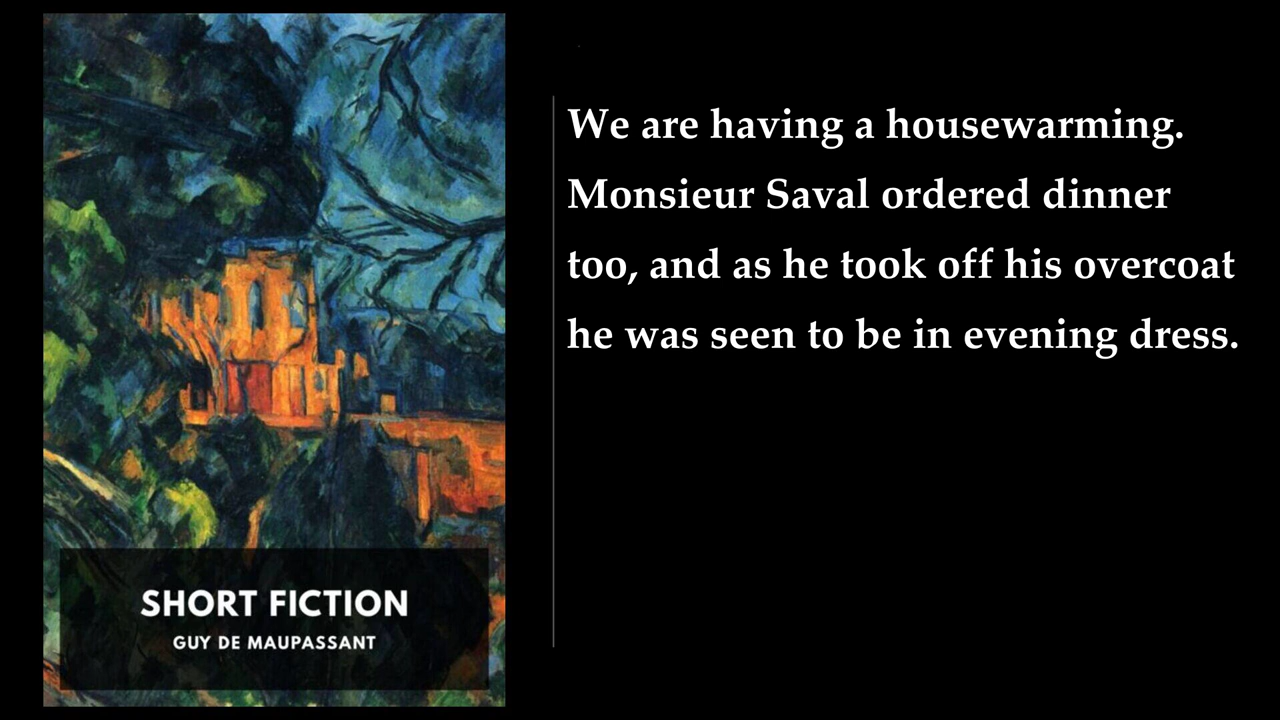 We are having a housewarming.
Monsieur Saval ordered dinner
too, and as he took off his overcoat
he was seen to be in evening dress.
SHORT FICTION
GUY DE MAUPASSANT